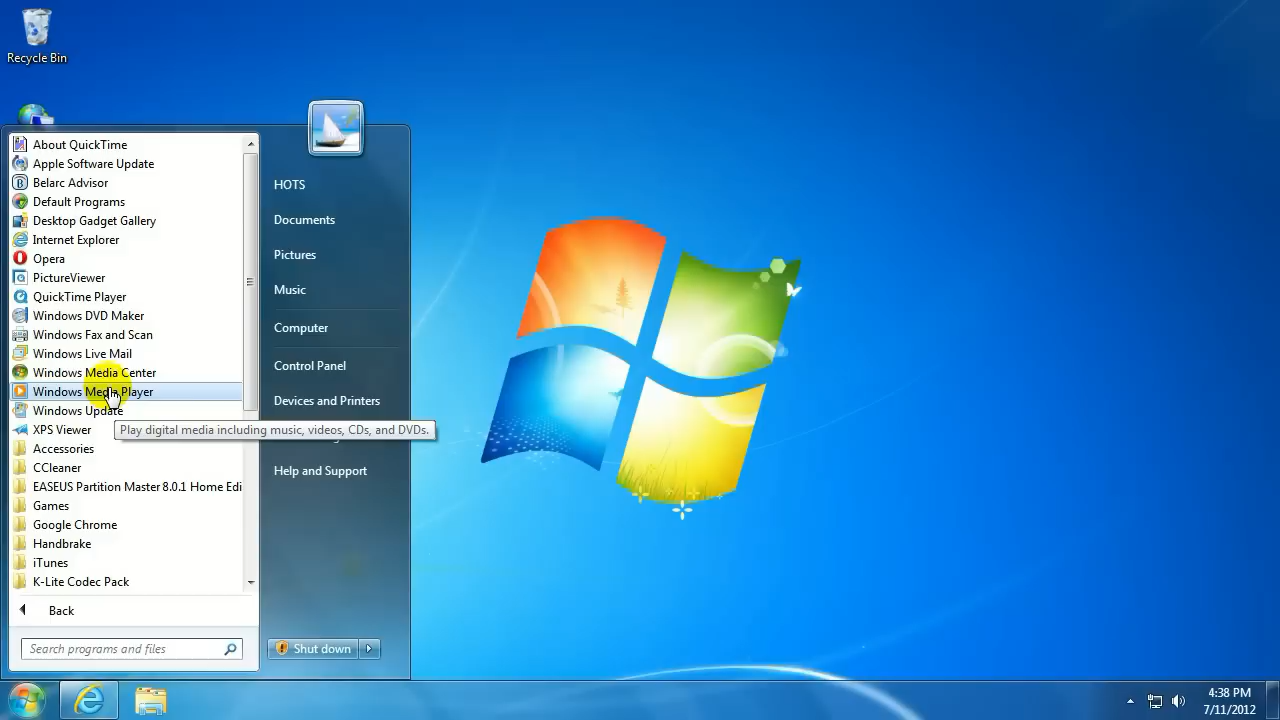 Recycle Bin
About QuickTime
Apple Software Update
Belarc Advisor
Default Programs
Desktop Gadget Gallery
Internet Explorer
Opera
PictureViewer
QuickTime Player
Windows DVD Maker
Windows Fax and Scan
Windows Live Mail
Windows Media Center
Windows Media Player
Windows Update
XPS Viewer
Accessories
CCleaner
EASEUS Partition Master 8.0.1 Home Edi
Games
Google Chrome
Handbrake
iTunes
K-Lite Codec Pack
Back
Search programs and files
HOTS
Documents
Pictures
Music
Computer
Control Panel
Devices and Printers
Play digital media including music, videos, CDs, and DVDs.
Help and Support
Shut down
4:38 PM
7/11/2012